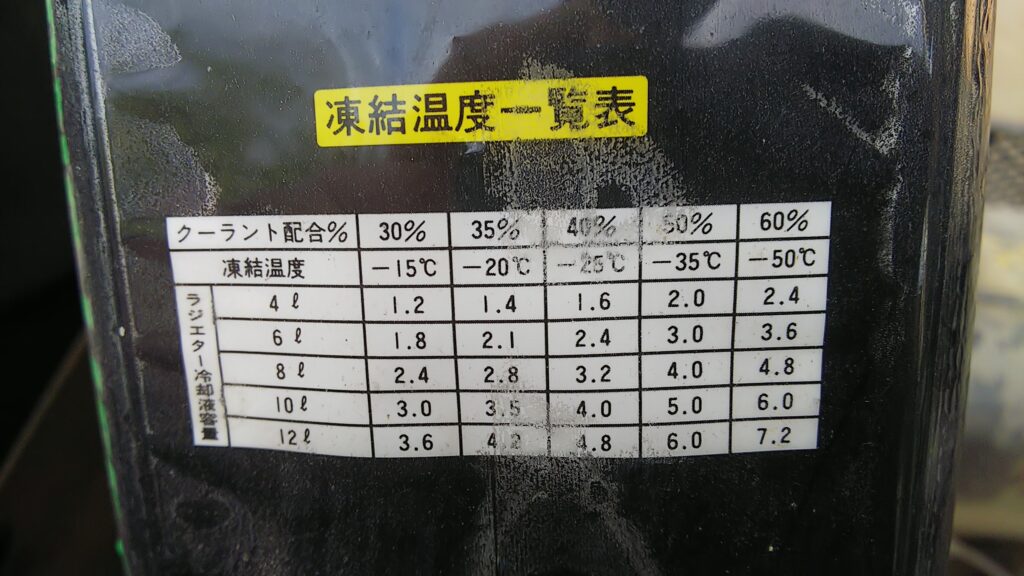 凍結温度一覧表
クーラント配合% 30% 35% 40% 50% 60%
凍結温度 −15℃ −20℃ −25℃ −35℃ −50℃
ラジエター冷却液容量
4ℓ 1.2 1.4 1.6 2.0 2.4
6ℓ 1.8 2.1 2.4 3.0 3.6
8ℓ 2.4 2.8 3.2 4.0 4.8
10ℓ 3.0 3.5 4.0 5.0 6.0
12ℓ 3.6 4.2 4.8 6.0 7.2